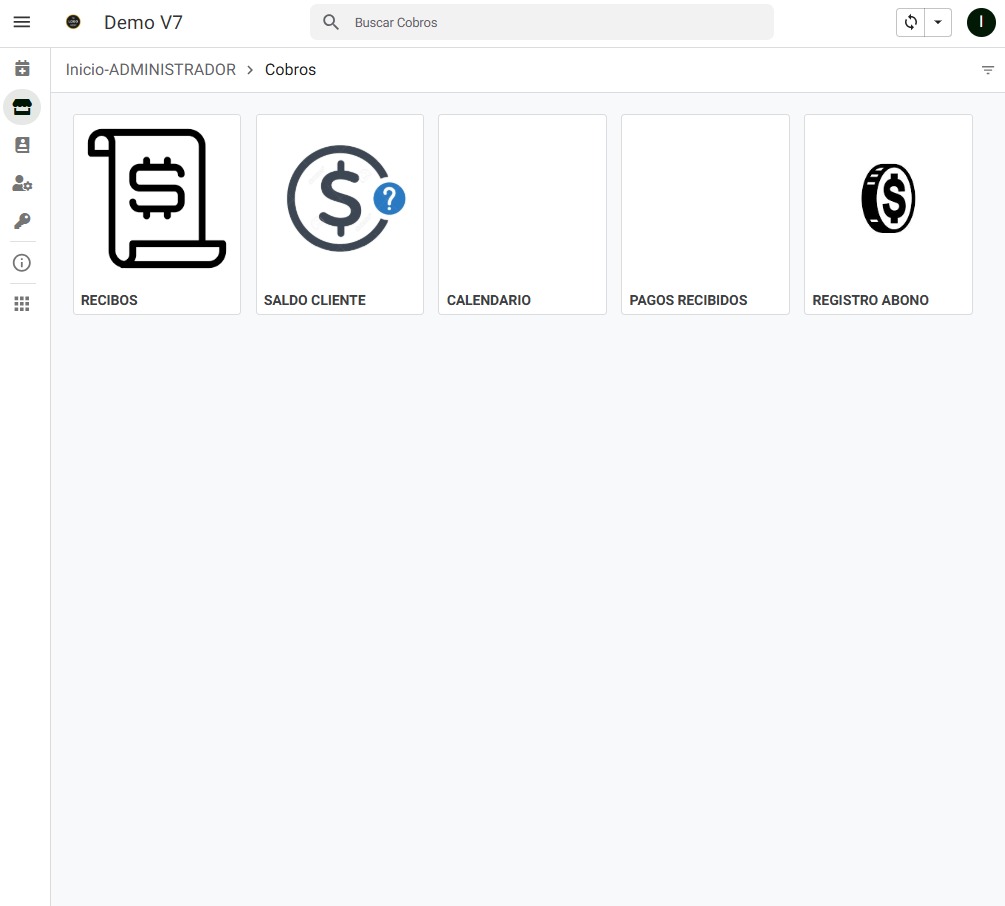 Demo V7
Buscar Cobros
I
Inicio-ADMINISTRADOR > Cobros
RECIBOS
SALDO CLIENTE
CALENDARIO
PAGOS RECIBIDOS
REGISTRO ABONO